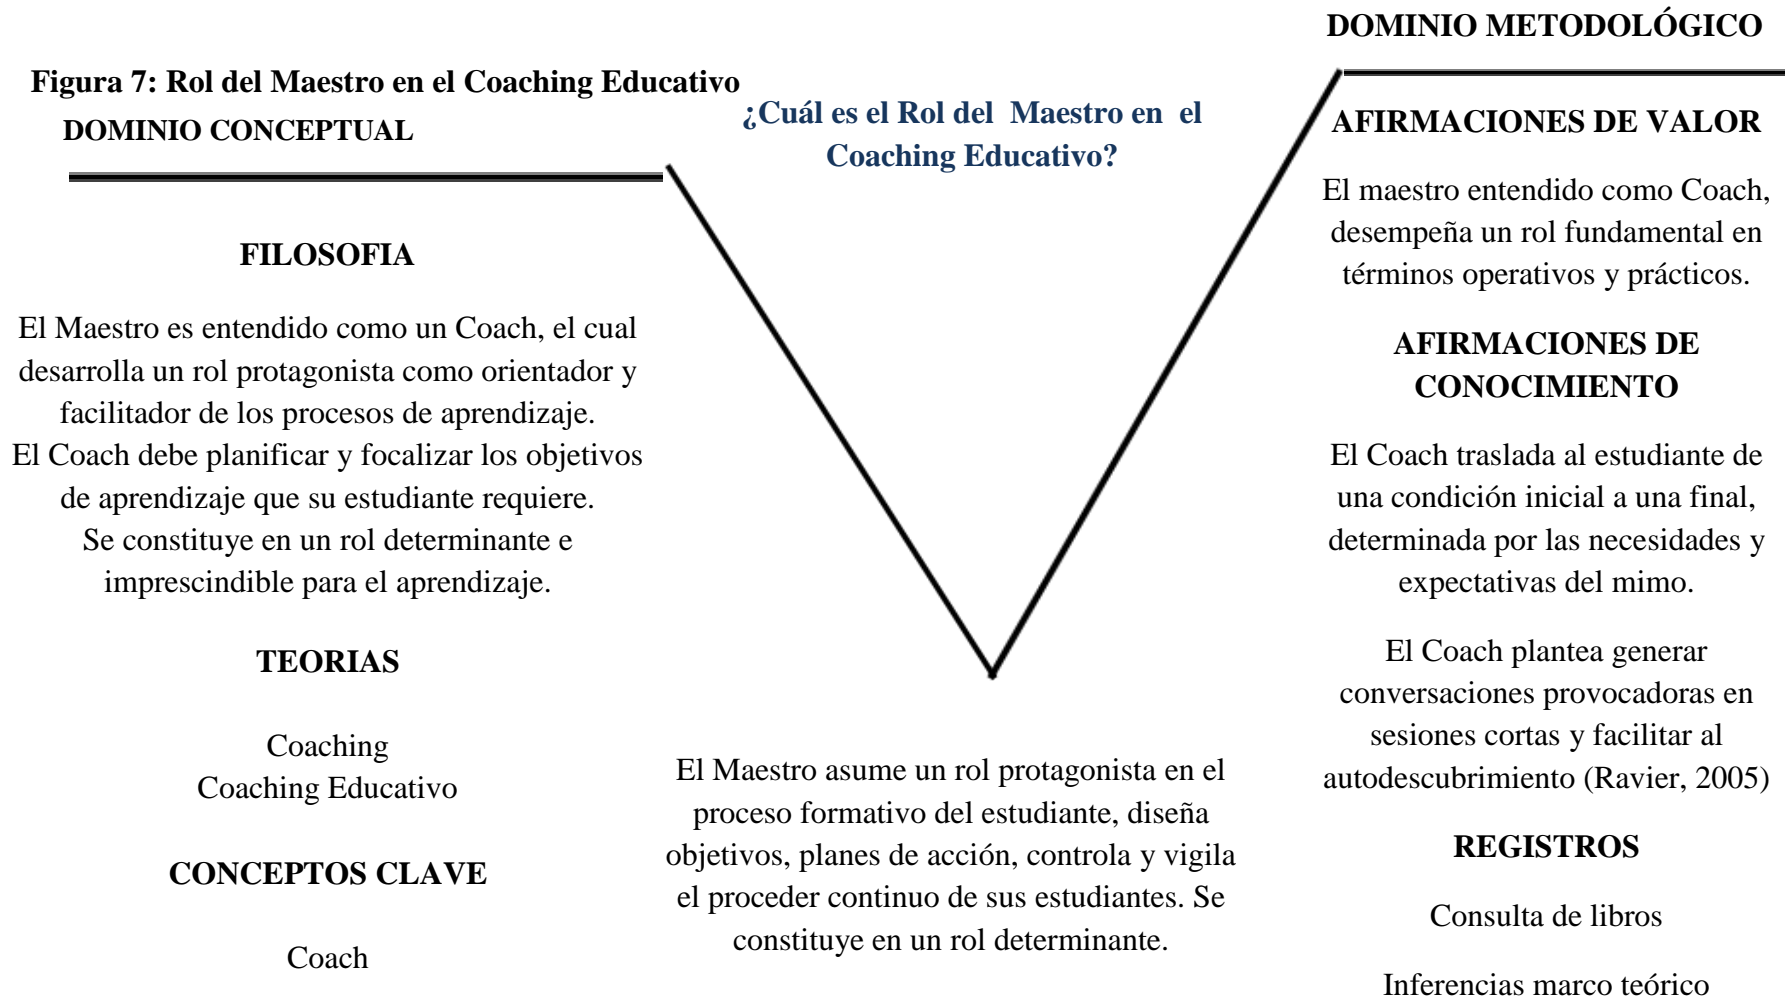 Figura 7: Rol del Maestro en el Coaching Educativo
DOMINIO CONCEPTUAL
FILOSOFIA
El Maestro es entendido como un Coach, el cual
desarrolla un rol protagonista como orientador y
facilitador de los procesos de aprendizaje.
El Coach debe planificar y focalizar los objetivos
de aprendizaje que su estudiante requiere.
Se constituye en un rol determinante e
imprescindible para el aprendizaje.
TEORIAS
Coaching
Coaching Educativo
CONCEPTOS CLAVE
Coach
¿Cuál es el Rol del Maestro en el
Coaching Educativo?
El Maestro asume un rol protagonista en el
proceso formativo del estudiante, diseña
objetivos, planes de acción, controla y vigila
el proceder continuo de sus estudiantes. Se
constituye en un rol determinante.
DOMINIO METODOLÓGICO
AFIRMACIONES DE VALOR
El maestro entendido como Coach,
desempeña un rol fundamental en
términos operativos y prácticos.
AFIRMACIONES DE
CONOCIMIENTO
El Coach traslada al estudiante de
una condición inicial a una final,
determinada por las necesidades y
expectativas del mimo.
El Coach plantea generar
conversaciones provocadoras en
sesiones cortas y facilitar al
autodescubrimiento (Ravier, 2005)
REGISTROS
Consulta de libros
Inferencias marco teórico